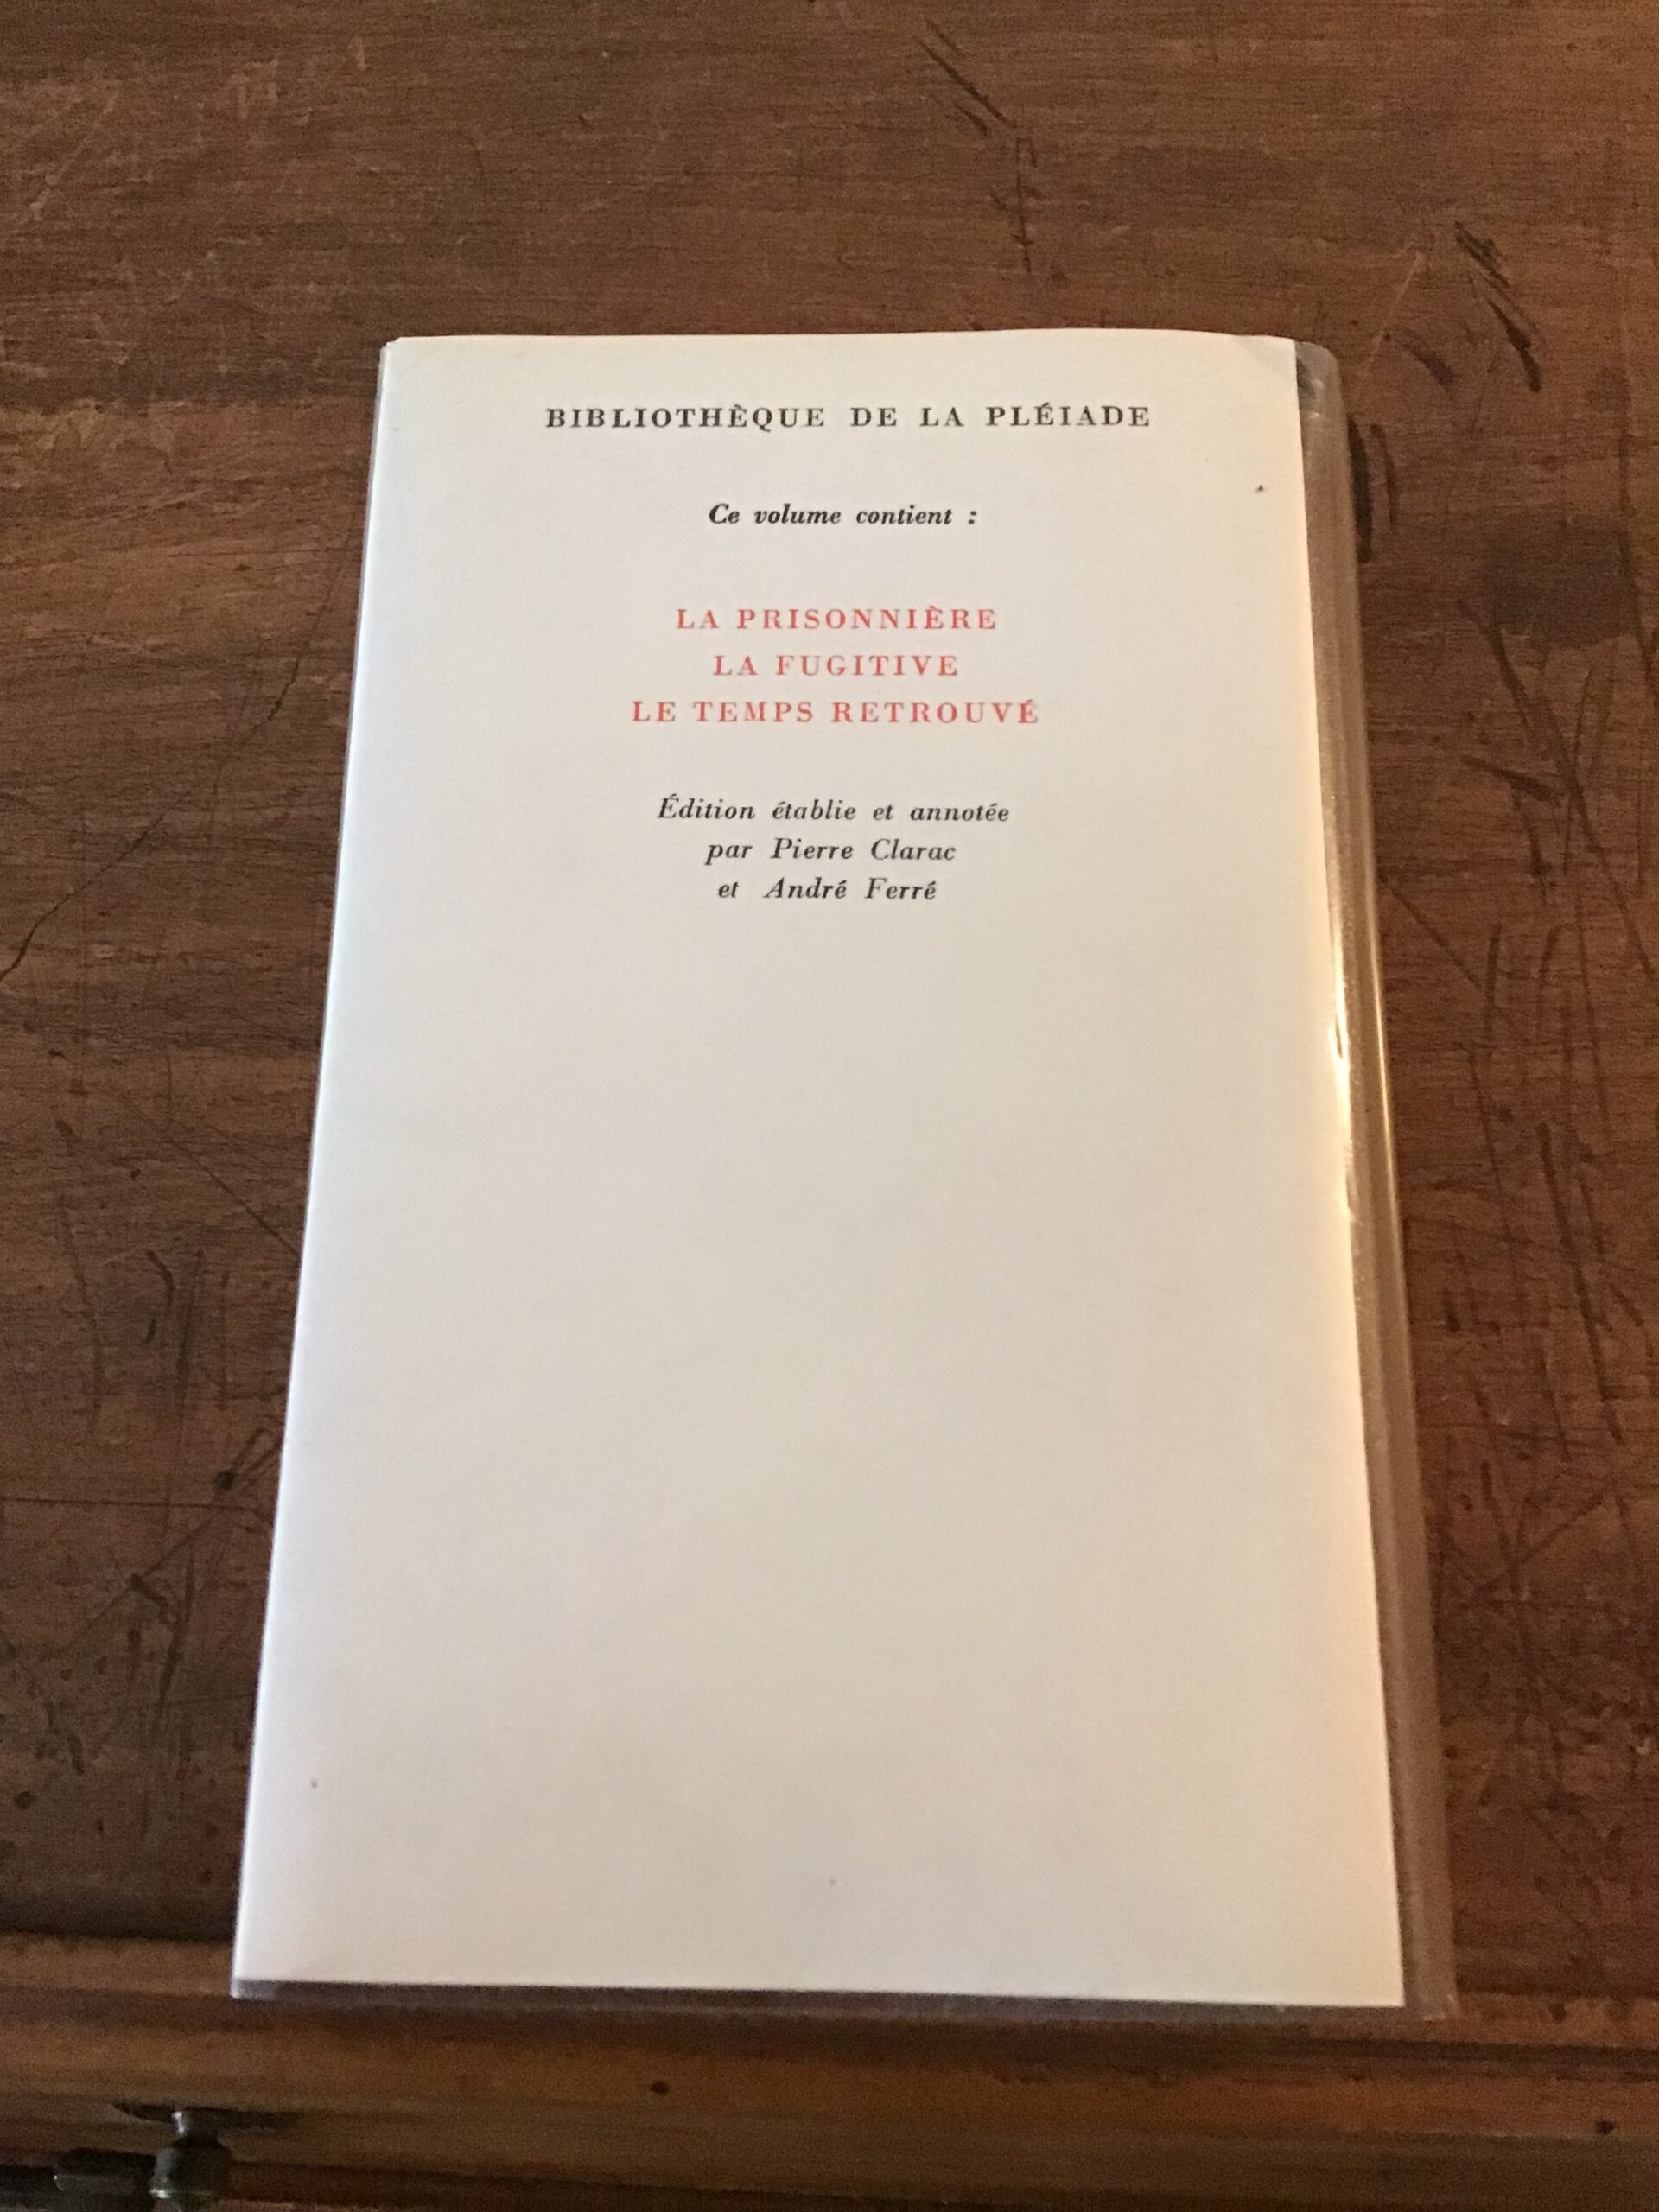 BIBLIOTHÈQUE DE LA PLÉIADE
Ce volume contient :
LA PRISONNIÈRE
LA FUGITIVE
LE TEMPS RETROUVÉ
Édition établie et annotée
par Pierre Clarac
et André Ferré